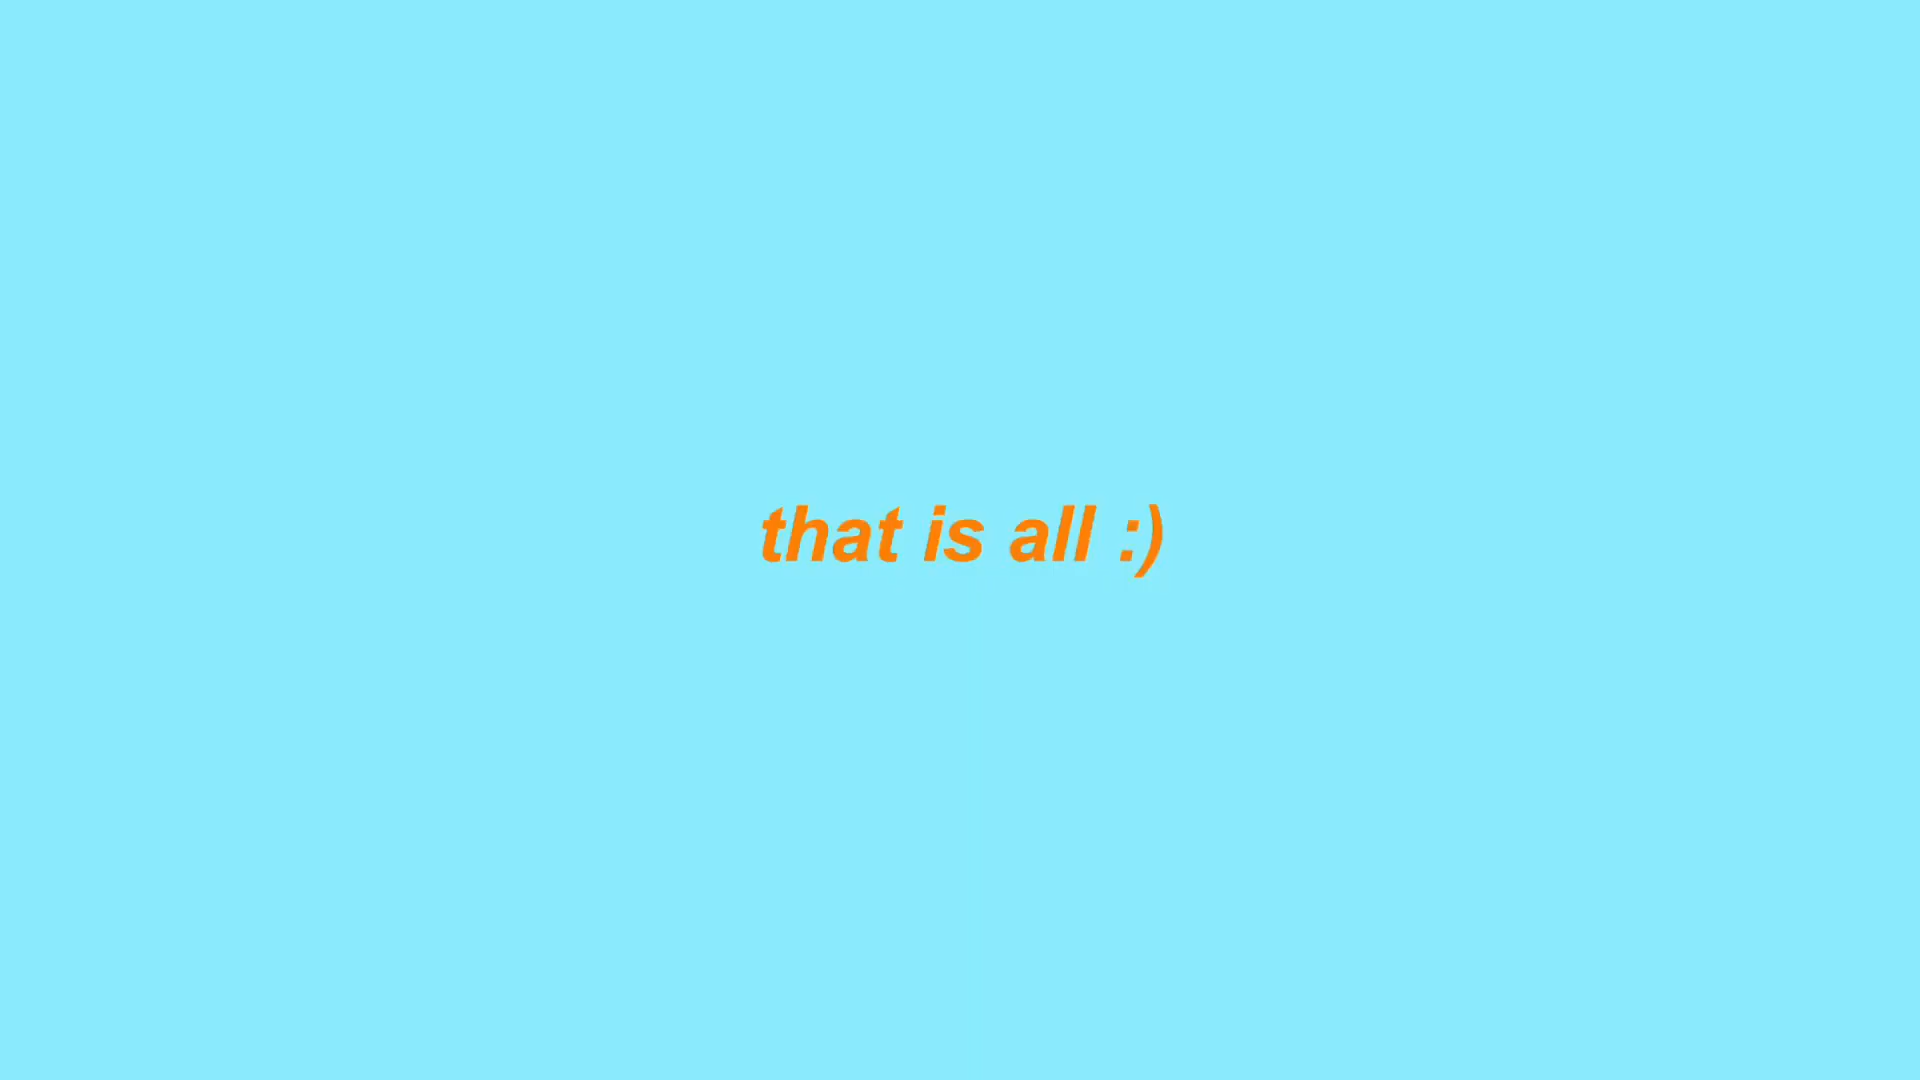 that is all :)